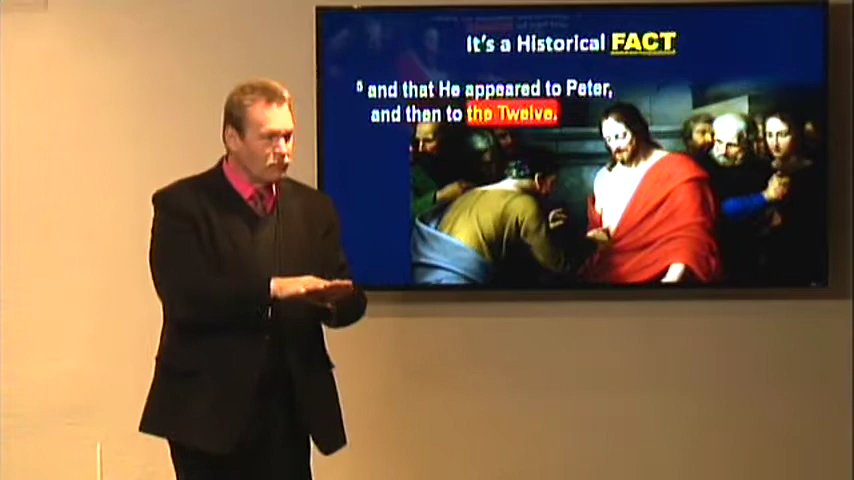 It's a Historical FACT
⁵ and that He appeared to Peter,
and then to the Twelve.